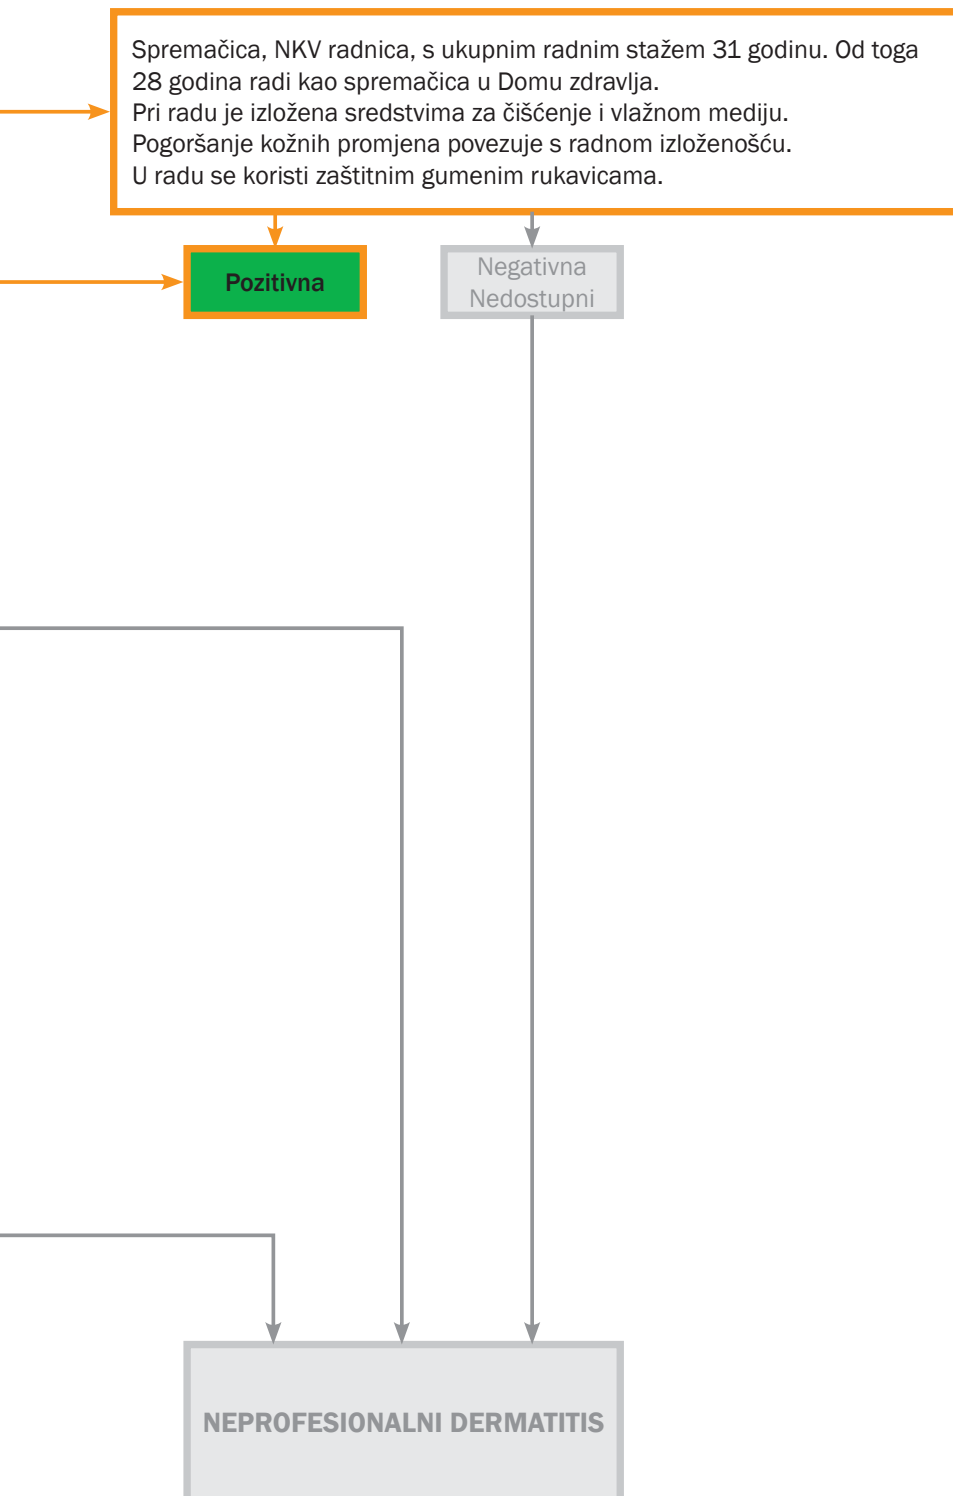 Spremačica, NKV radnica, s ukupnim radnim stažem 31 godinu. Od toga
28 godina radi kao spremačica u Domu zdravlja.
Pri radu je izložena sredstvima za čišćenje i vlažnom mediju.
Pogoršanje kožnih promjena povezuje s radnom izloženošću.
U radu se koristi zaštitnim gumenim rukavicama.
Pozitivna
Negativna
Nedostupni
NEPROFESIONALNI DERMATITIS